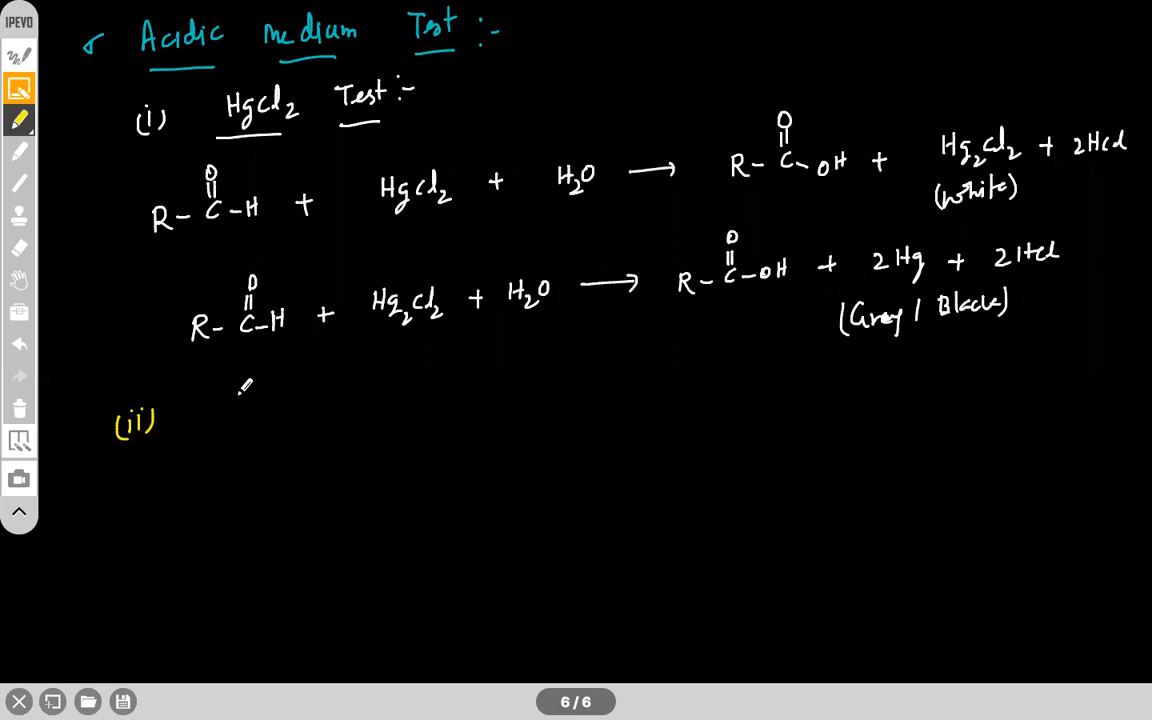 IPEVO
Acidic medium Test :-
(i) HgCl2 Test :-
R-C(=O)-H + HgCl2 + H2O → R-C(=O)-OH + Hg2Cl2 + 2HCl
(white)
R-C(=O)-H + Hg2Cl2 + H2O → R-C(=O)-OH + 2Hg + 2HCl
(Grey / Black)
(ii)
6/6